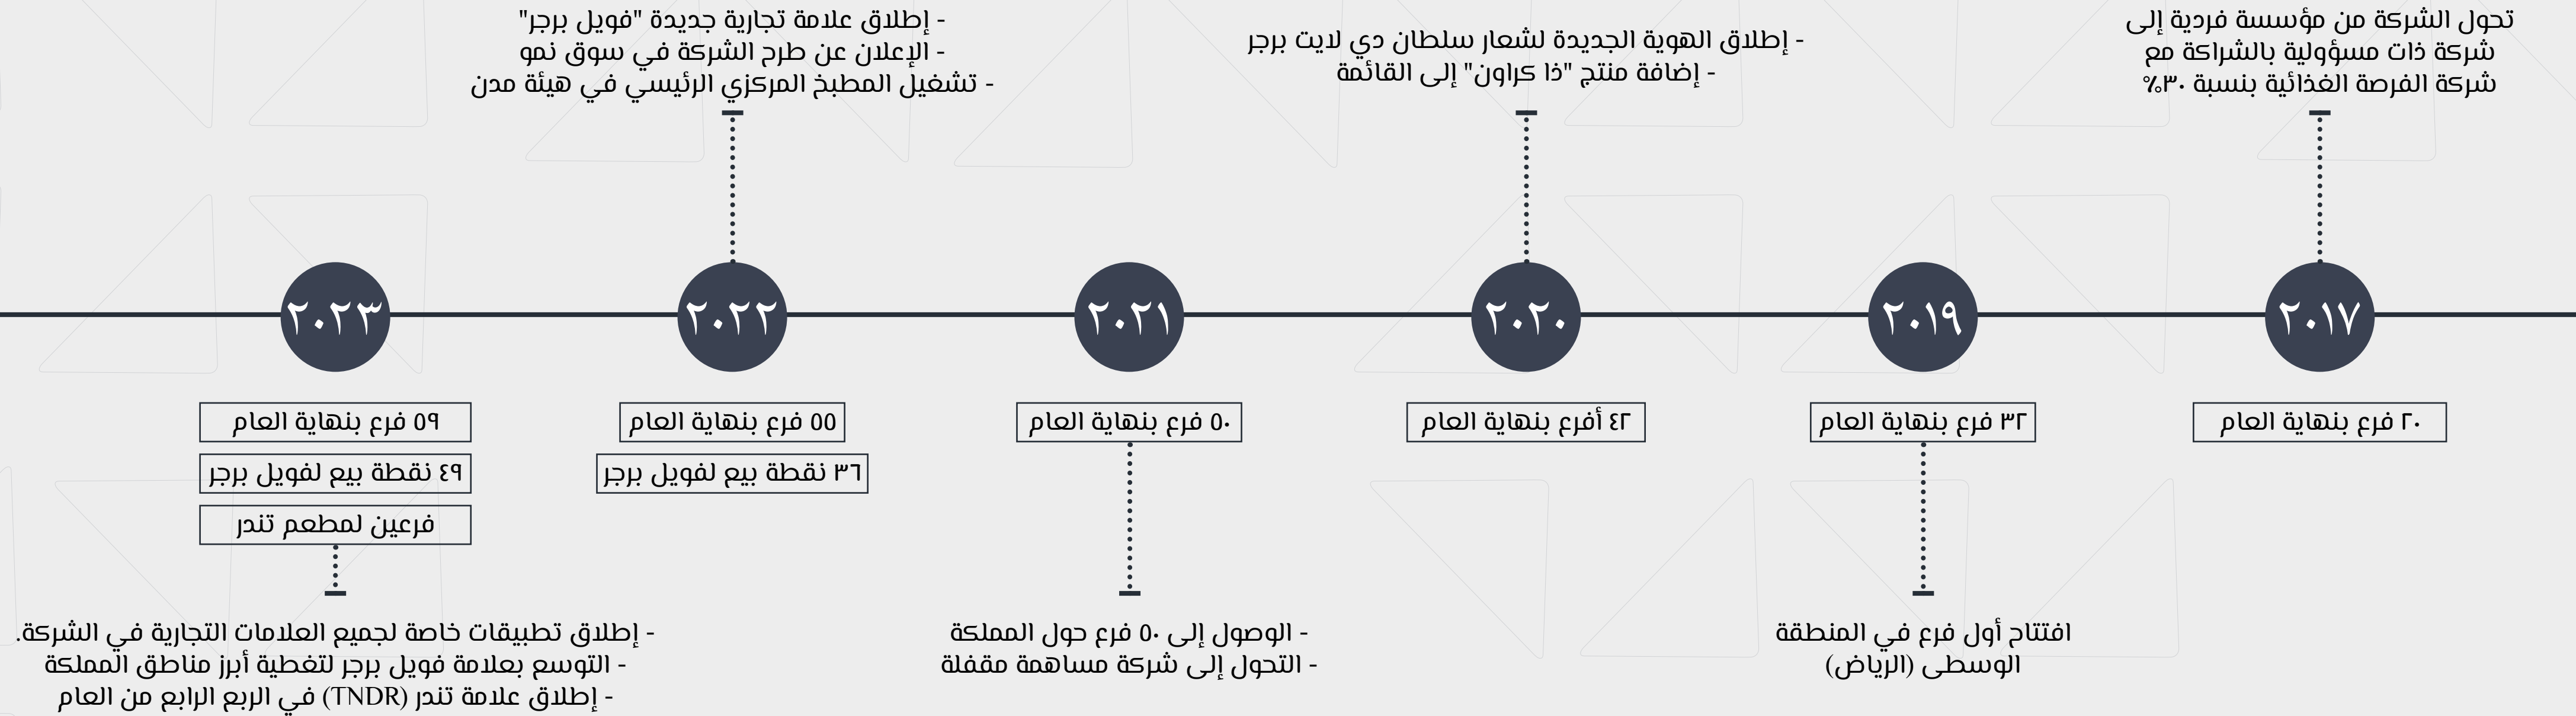 تحول الشركة من مؤسسة فردية إلى
شركة ذات مسؤولية بالشراكة مع
شركة الفرصة الغذائية بنسبة ٣٠%
٢٠١٧
٢٠ فرع بنهاية العام
٢٠١٩
٣٢ فرع بنهاية العام
افتتاح أول فرع في المنطقة
الوسطى (الرياض)
- إطلاق الهوية الجديدة لشعار سلطان دي لايت برجر
- إضافة منتج "ذا كراون" إلى القائمة
٢٠٢٠
٤٢ أفرع بنهاية العام
٢٠٢١
٥٠ فرع بنهاية العام
- الوصول إلى ٥٠ فرع حول المملكة
- التحول إلى شركة مساهمة مقفلة
- إطلاق علامة تجارية جديدة "فويل برجر"
- الإعلان عن طرح الشركة في سوق نمو
- تشغيل المطبخ المركزي الرئيسي في هيئة مدن
٢٠٢٢
٥٥ فرع بنهاية العام
٣٦ نقطة بيع لفويل برجر
٢٠٢٣
٥٩ فرع بنهاية العام
٤٩ نقطة بيع لفويل برجر
فرعين لمطعم تندر
- إطلاق تطبيقات خاصة لجميع العلامات التجارية في الشركة.
- التوسع بعلامة فويل برجر لتغطية أبرز مناطق المملكة
- إطلاق علامة تندر (TNDR) في الربع الرابع من العام